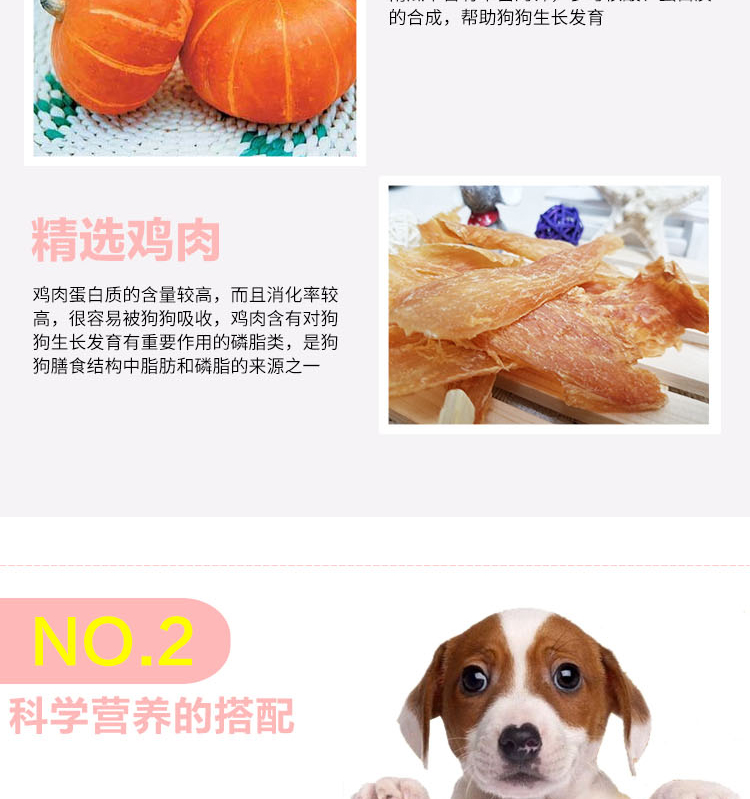 的合成，帮助狗狗生长发育
精选鸡肉
鸡肉蛋白质的含量较高，而且消化率较
高，很容易被狗狗吸收，鸡肉含有对狗
狗生长发育有重要作用的磷脂类，是狗
狗膳食结构中脂肪和磷脂的来源之一
NO.2
科学营养的搭配